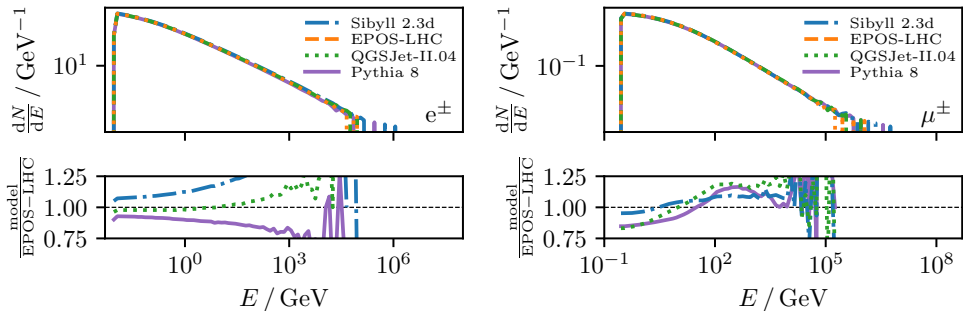 dN/dE / GeV⁻¹
10¹
Sibyll 2.3d
EPOS-LHC
QGSJet-II.04
Pythia 8
e±
model/EPOS−LHC
1.25
1.00
0.75
10⁰
10³
10⁶
E / GeV
dN/dE / GeV⁻¹
10⁻¹
Sibyll 2.3d
EPOS-LHC
QGSJet-II.04
Pythia 8
μ±
model/EPOS−LHC
1.25
1.00
0.75
10⁻¹
10²
10⁵
10⁸
E / GeV